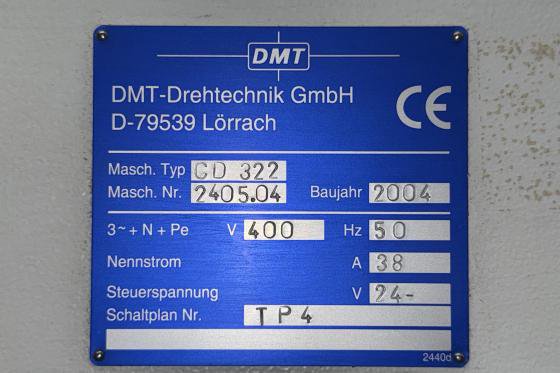 DMT
DMT-Drehtechnik GmbH
D-79539 Lörrach
CE
Masch. Typ CD 322
Masch. Nr. 2405.04 Baujahr 2004
3~ + N + Pe V 400 Hz 50
Nennstrom A 38
Steuerspannung V 24-
Schaltplan Nr. TP4
2440d